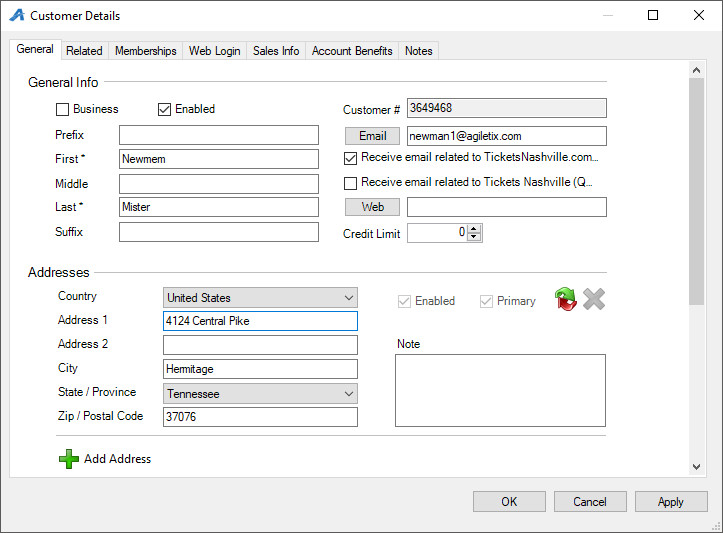 Customer Details
General Related Memberships Web Login Sales Info Account Benefits Notes
General Info
Business Enabled Customer # 3649468
Prefix Email newman1@agiletix.com
First * Newmem Receive email related to TicketsNashville.com...
Middle Receive email related to Tickets Nashville (Q...
Last * Mister Web
Suffix Credit Limit 0
Addresses
Country United States Enabled Primary
Address 1 4124 Central Pike
Address 2 Note
City Hermitage
State / Province Tennessee
Zip / Postal Code 37076
Add Address
OK Cancel Apply